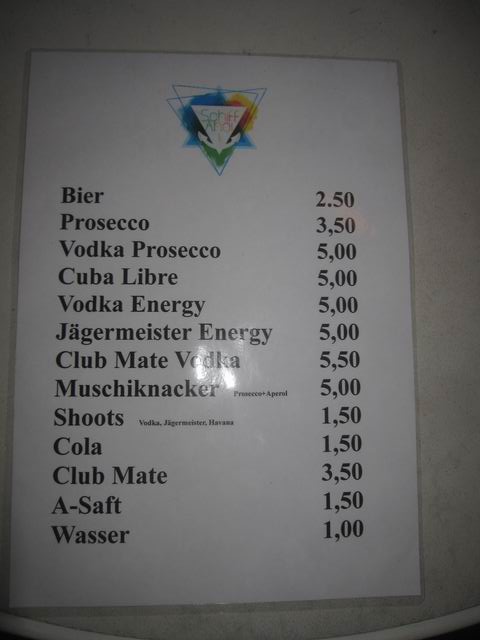 Schiff
Ahoi
Bier 2.50
Prosecco 3,50
Vodka Prosecco 5,00
Cuba Libre 5,00
Vodka Energy 5,00
Jägermeister Energy 5,00
Club Mate Vodka 5,50
Muschiknacker Prosecco+Aperol 5,00
Shoots Vodka, Jägermeister, Havana 1,50
Cola 1,50
Club Mate 3,50
A-Saft 1,50
Wasser 1,00